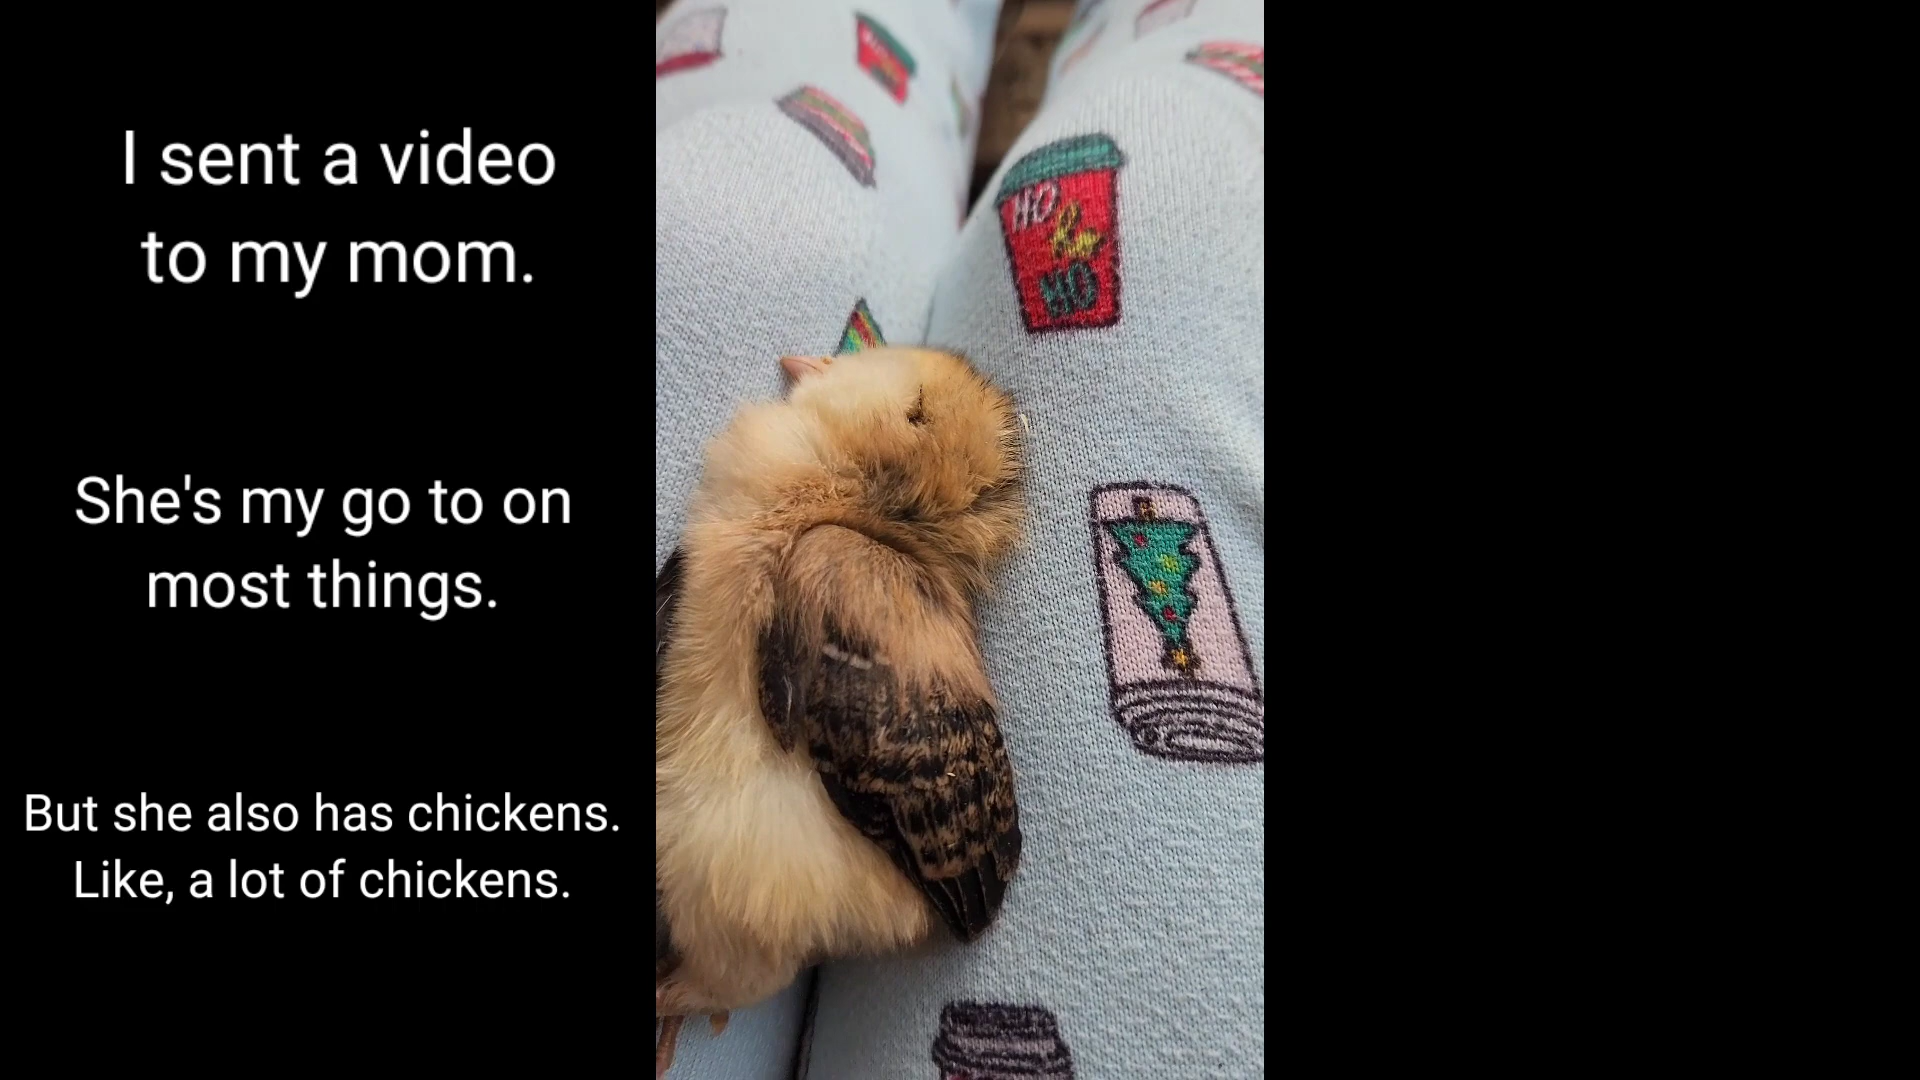 I sent a video
to my mom.
She's my go to on
most things.
But she also has chickens.
Like, a lot of chickens.
HO
HO